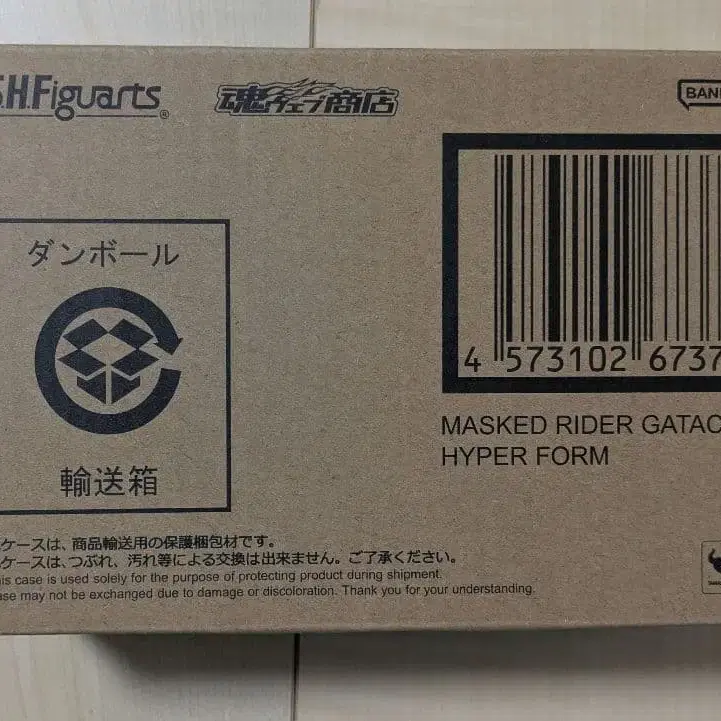 S.H.Figuarts®
魂ウェブ商店
BAND
4 573102 6737
MASKED RIDER GATAC
HYPER FORM
ダンボール
輸送箱
ケースは、商品輸送用の保護梱包材です。
ケースは、つぶれ、汚れ等による交換は出来ません。ご了承ください。
his case is used solely for the purpose of protecting product during shipment.
ase may not be exchanged due to damage or discoloration. Thank you for your understanding.